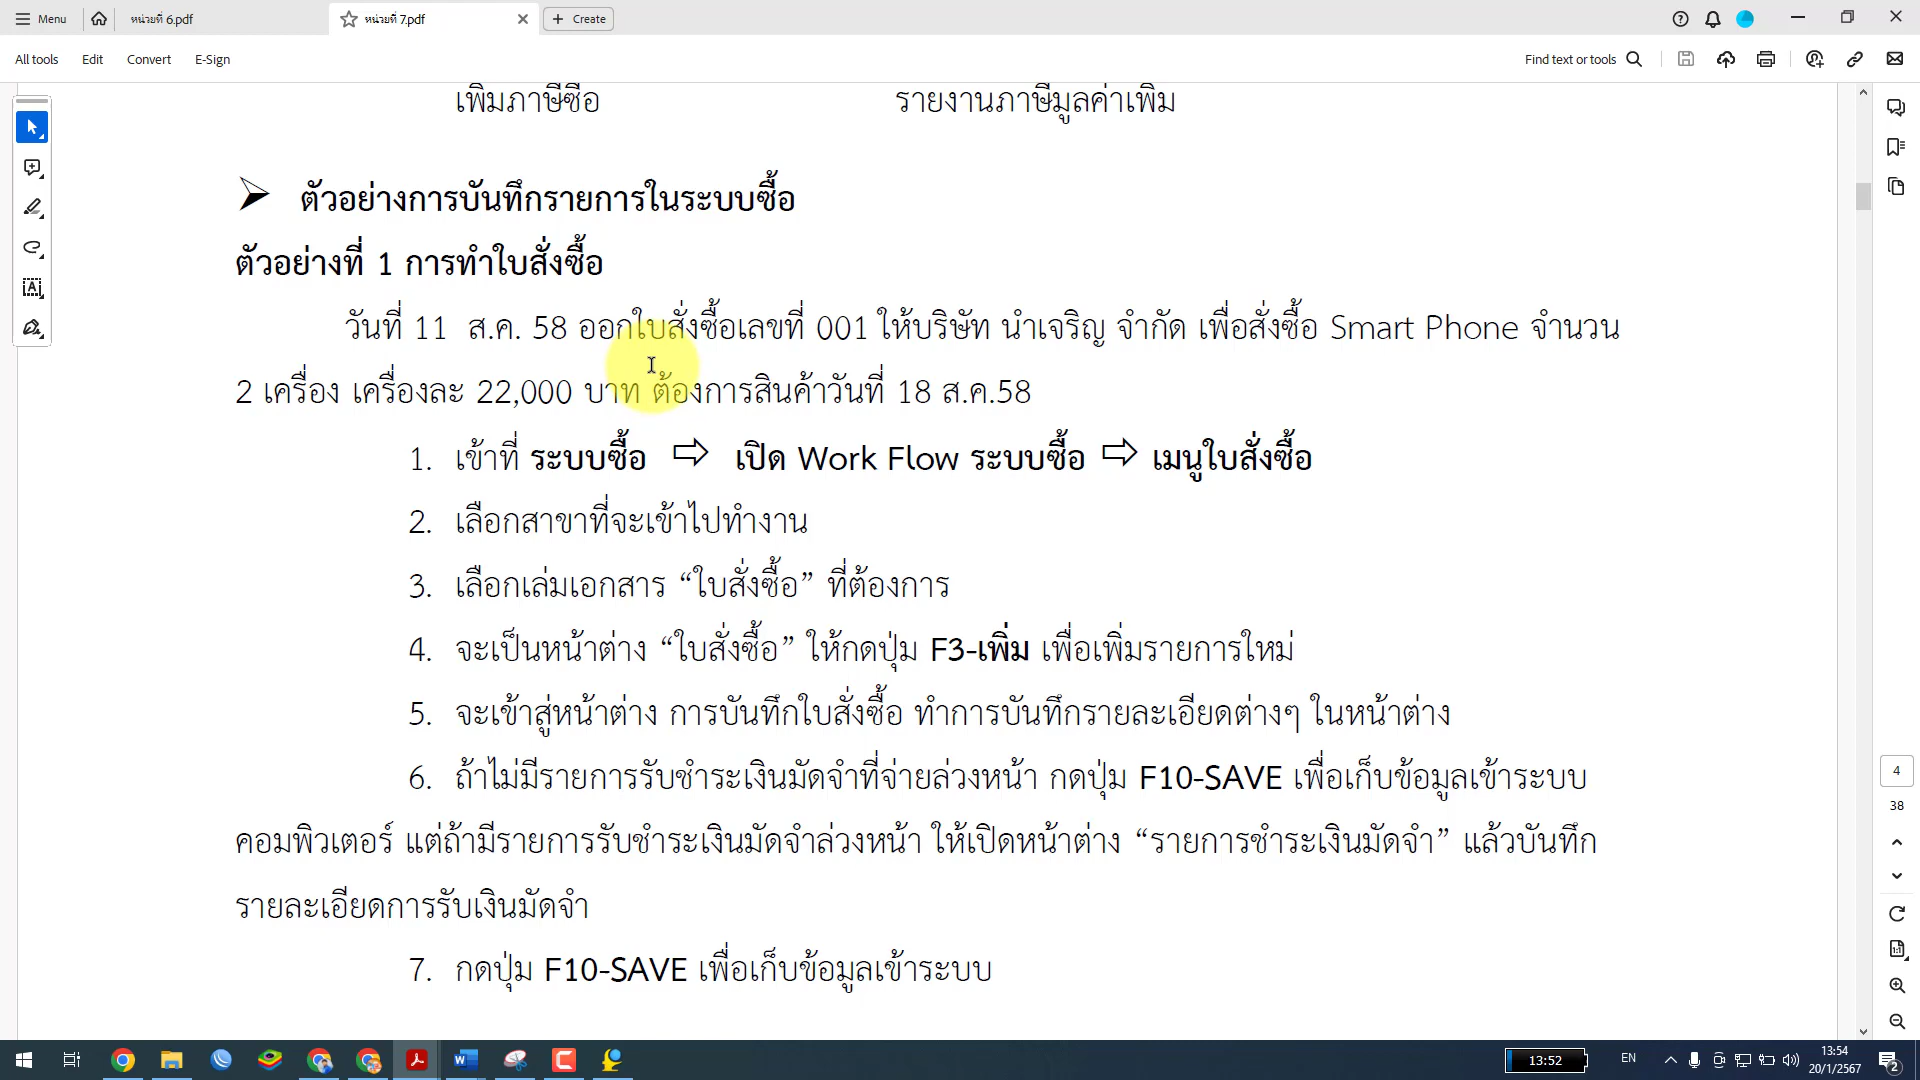 Menu
หน่วยที่ 6.pdf
หน่วยที่ 7.pdf
Create
All tools
Edit
Convert
E-Sign
Find text or tools
เพิ่มภาษีซื้อ
รายงานภาษีมูลค่าเพิ่ม
ตัวอย่างการบันทึกรายการในระบบซื้อ
ตัวอย่างที่ 1 การทำใบสั่งซื้อ
วันที่ 11 ส.ค. 58 ออกใบสั่งซื้อเลขที่ 001 ให้บริษัท นำเจริญ จำกัด เพื่อสั่งซื้อ Smart Phone จำนวน
2 เครื่อง เครื่องละ 22,000 บาท ต้องการสินค้าวันที่ 18 ส.ค.58
1. เข้าที่ ระบบซื้อ ⇨ เปิด Work Flow ระบบซื้อ ⇨ เมนูใบสั่งซื้อ
2. เลือกสาขาที่จะเข้าไปทำงาน
3. เลือกเล่มเอกสาร “ใบสั่งซื้อ” ที่ต้องการ
4. จะเป็นหน้าต่าง “ใบสั่งซื้อ” ให้กดปุ่ม F3-เพิ่ม เพื่อเพิ่มรายการใหม่
5. จะเข้าสู่หน้าต่าง การบันทึกใบสั่งซื้อ ทำการบันทึกรายละเอียดต่างๆ ในหน้าต่าง
6. ถ้าไม่มีรายการรับชำระเงินมัดจำที่จ่ายล่วงหน้า กดปุ่ม F10-SAVE เพื่อเก็บข้อมูลเข้าระบบ
คอมพิวเตอร์ แต่ถ้ามีรายการรับชำระเงินมัดจำล่วงหน้า ให้เปิดหน้าต่าง “รายการชำระเงินมัดจำ” แล้วบันทึก
รายละเอียดการรับเงินมัดจำ
7. กดปุ่ม F10-SAVE เพื่อเก็บข้อมูลเข้าระบบ
4
38
13:52
EN
13:54
20/1/2567
2